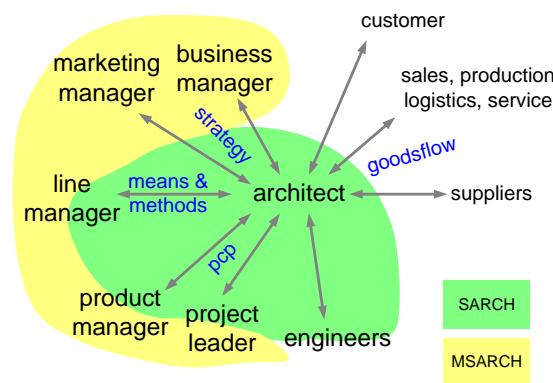 customer
business
manager
marketing
manager
sales, production
logistics, service
strategy
goodsflow
line
manager
means &
methods
architect
suppliers
pcp
product
manager
project
leader
engineers
SARCH
MSARCH